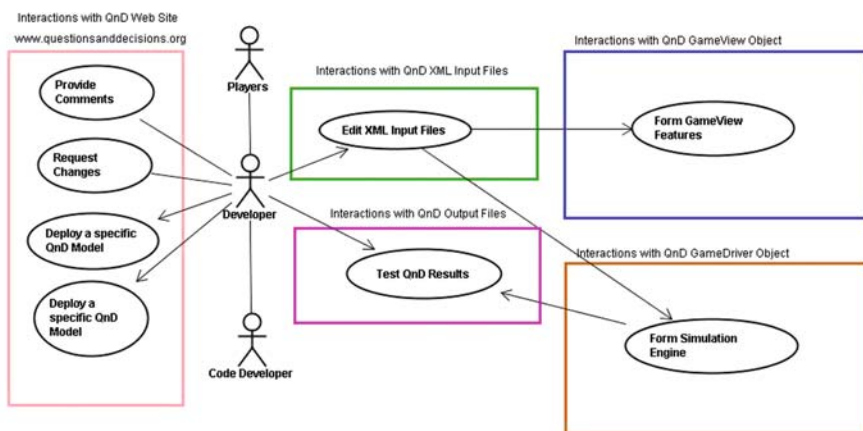 Interactions with QnD Web Site
www.questionsanddecisions.org
Provide
Comments
Request
Changes
Deploy a specific
QnD Model
Deploy a
specific QnD
Model
Players
Developer
Code Developer
Interactions with QnD XML Input Files
Edit XML Input Files
Interactions with QnD Output Files
Test QnD Results
Interactions with QnD GameView Object
Form GameView
Features
Interactions with QnD GameDriver Object
Form Simulation
Engine